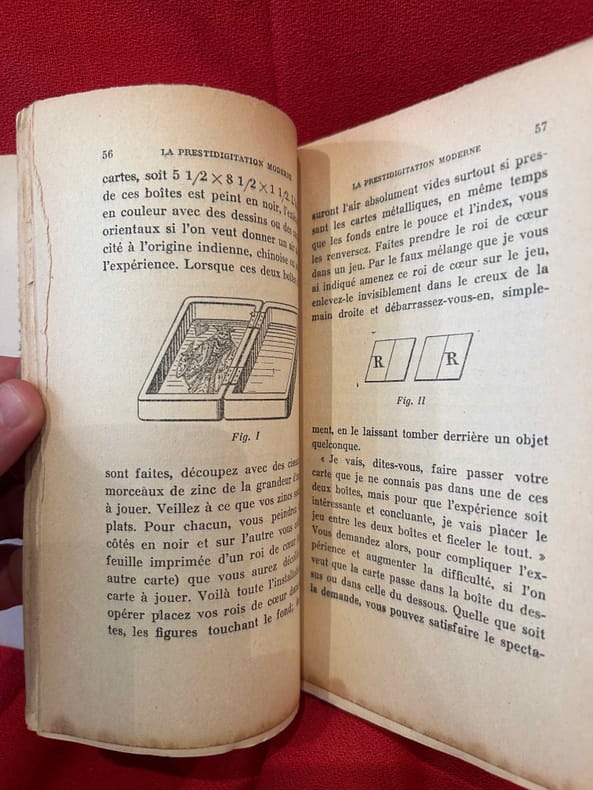 56 LA PRESTIDIGITATION MODERNE
cartes, soit 5 1/2 × 8 1/2 × 1 1/2.
de ces boîtes est peint en noir,
en couleur avec des dessins ou des
orientaux si l'on veut donner un air
cité à l'origine indienne, chinoise
l'expérience. Lorsque ces deux
Fig. I
sont faites, découpez avec des
morceaux de zinc de la grandeur
à jouer. Veillez à ce que vos zincs
plats. Pour chacun, vous peindrez
côtés en noir et sur l'autre vous
feuille imprimée d'un roi de cœur
autre carte) que vous aurez
carte à jouer. Voilà toute
opérer placez vos rois de cœur
tes, les figures touchant le fond;
57
LA PRESTIDIGITATION MODERNE
suront l'air absolument vides surtout si pres-
sant les cartes métalliques, en même temps
que les fonds entre le pouce et l'index, vous
les renversez. Faites prendre le roi de cœur
dans un jeu. Par le faux mélange que je vous
ai indiqué amenez ce roi de cœur sur le jeu,
enlevez-le invisiblement dans le creux de la
main droite et débarrassez-vous-en, simple-
R R
Fig. II
ment, en le laissant tomber derrière un objet
quelconque.
« Je vais, dites-vous, faire passer votre
carte que je ne connais pas dans une de ces
deux boîtes, mais pour que l'expérience soit
intéressante et concluante, je vais placer le
jeu entre les deux boîtes et ficeler le tout. »
Vous demandez alors, pour compliquer l'ex-
périence et augmenter la difficulté, si l'on
veut que la carte passe dans la boîte du des-
sus ou dans celle du dessous. Quelle que soit
la demande, vous pouvez satisfaire le specta-